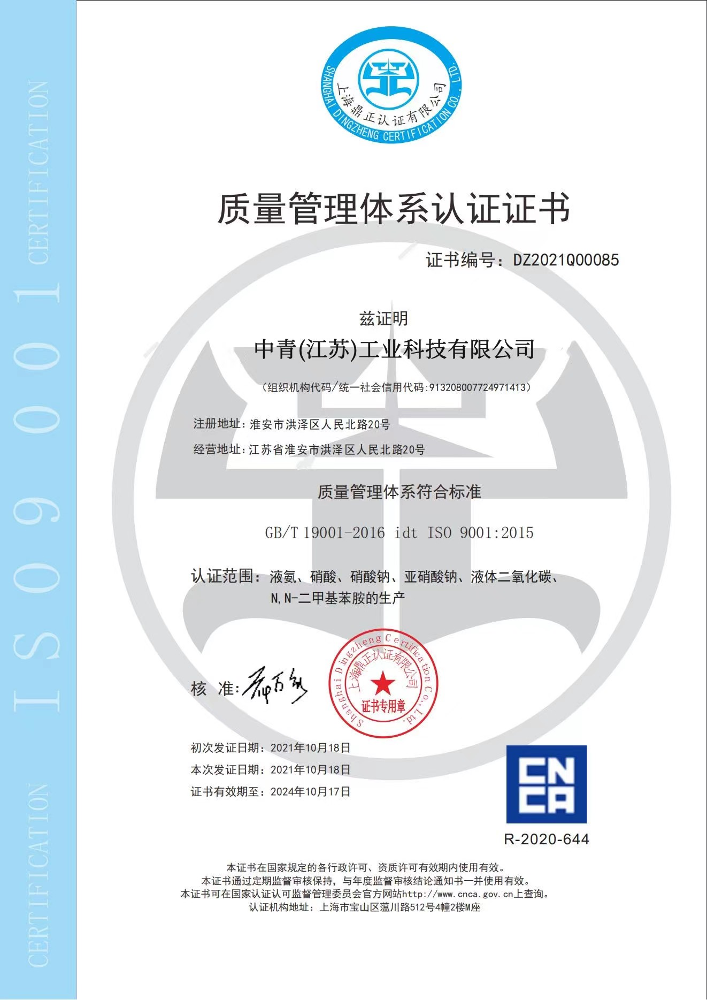 上海鼎正认证有限公司
SHANGHAI DINGZHENG CERTIFICATION CO., LTD.
ISO9001 CERTIFICATION
CERTIFICATION
质量管理体系认证证书
证书编号：DZ2021Q00085
兹证明
中青(江苏)工业科技有限公司
（组织机构代码/统一社会信用代码:913208007724971413）
注册地址：淮安市洪泽区人民北路20号
经营地址：江苏省淮安市洪泽区人民北路20号
质量管理体系符合标准
GB/T 19001-2016 idt ISO 9001:2015
认证范围：液氨、硝酸、硝酸钠、亚硝酸钠、液体二氧化碳、
N,N-二甲基苯胺的生产
核 准:
Shanghai Dingzheng Certification Co.,Ltd.
上海鼎正认证有限公司
证书专用章
初次发证日期：2021年10月18日
本次发证日期：2021年10月18日
证书有效期至：2024年10月17日
CNCA
R-2020-644
本证书在国家规定的各行政许可、资质许可有效期内使用有效。
本证书通过定期监督审核保持，与年度监督审核结论通知书一并使用有效。
本证书可在国家认证认可监督管理委员会官方网站http://www.cnca.gov.cn上查询。
认证机构地址：上海市宝山区蕰川路512号4幢2楼M座